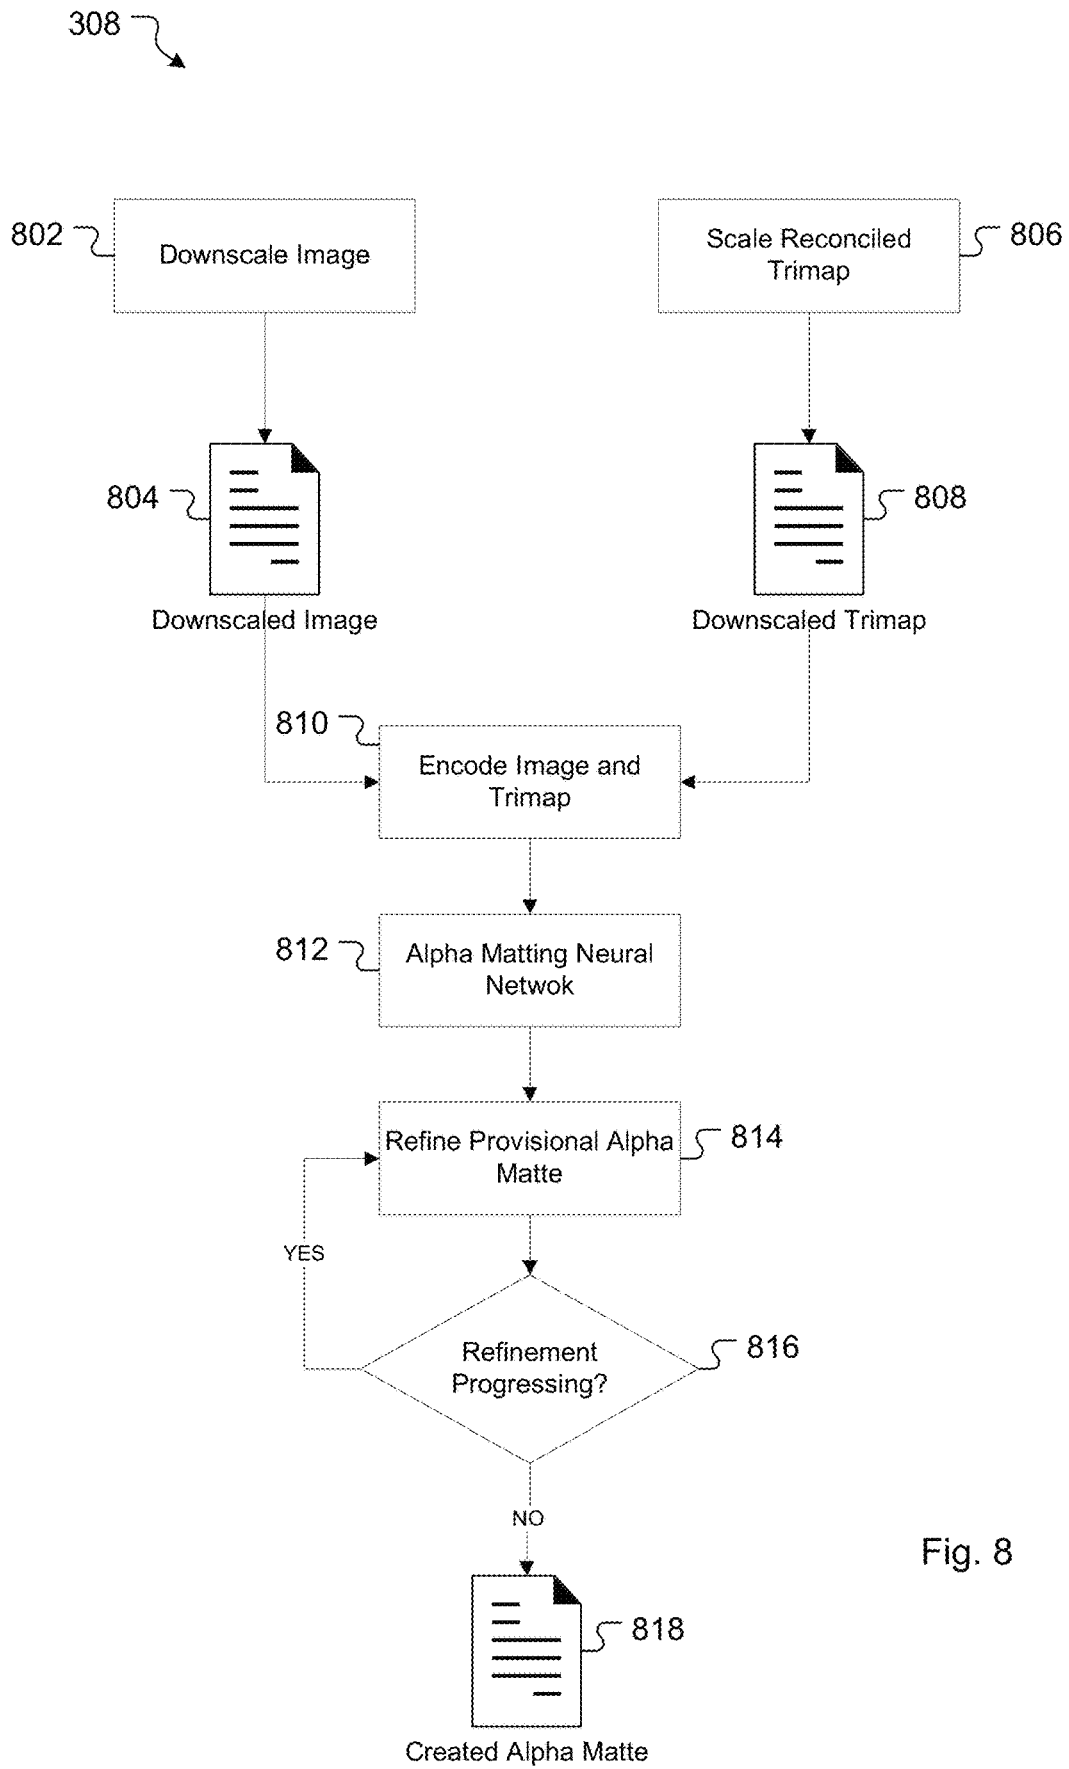 308
802
Downscale Image
Scale Reconciled
Trimap
806
804
Downscaled Image
808
Downscaled Trimap
810
Encode Image and
Trimap
812
Alpha Matting Neural
Netwok
Refine Provisional Alpha
Matte
814
YES
Refinement
Progressing?
816
NO
Fig. 8
818
Created Alpha Matte